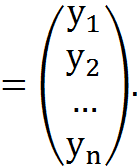 y₁
y₂
= ... .
yₙ